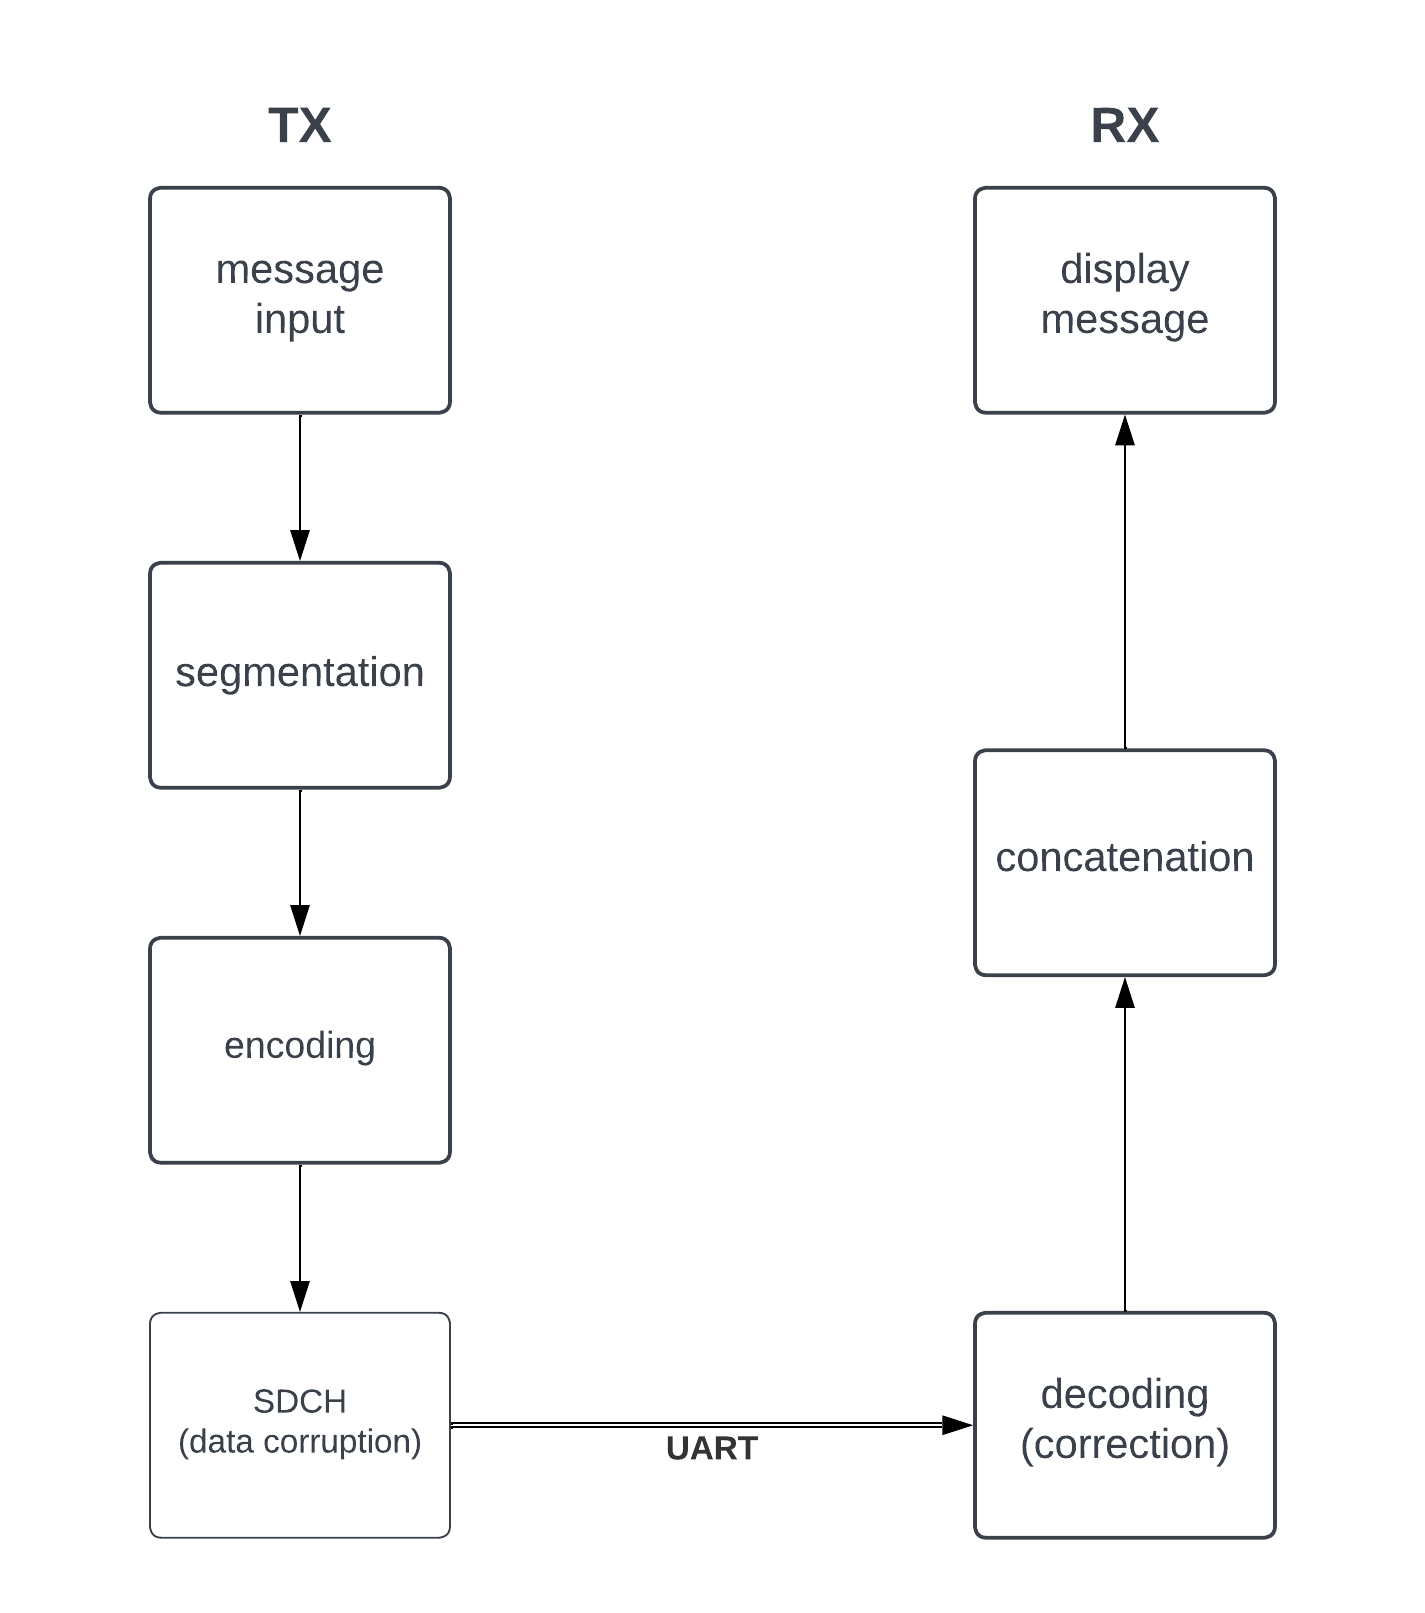 TX
message
input
segmentation
encoding
SDCH
(data corruption)
UART
RX
display
message
concatenation
decoding
(correction)